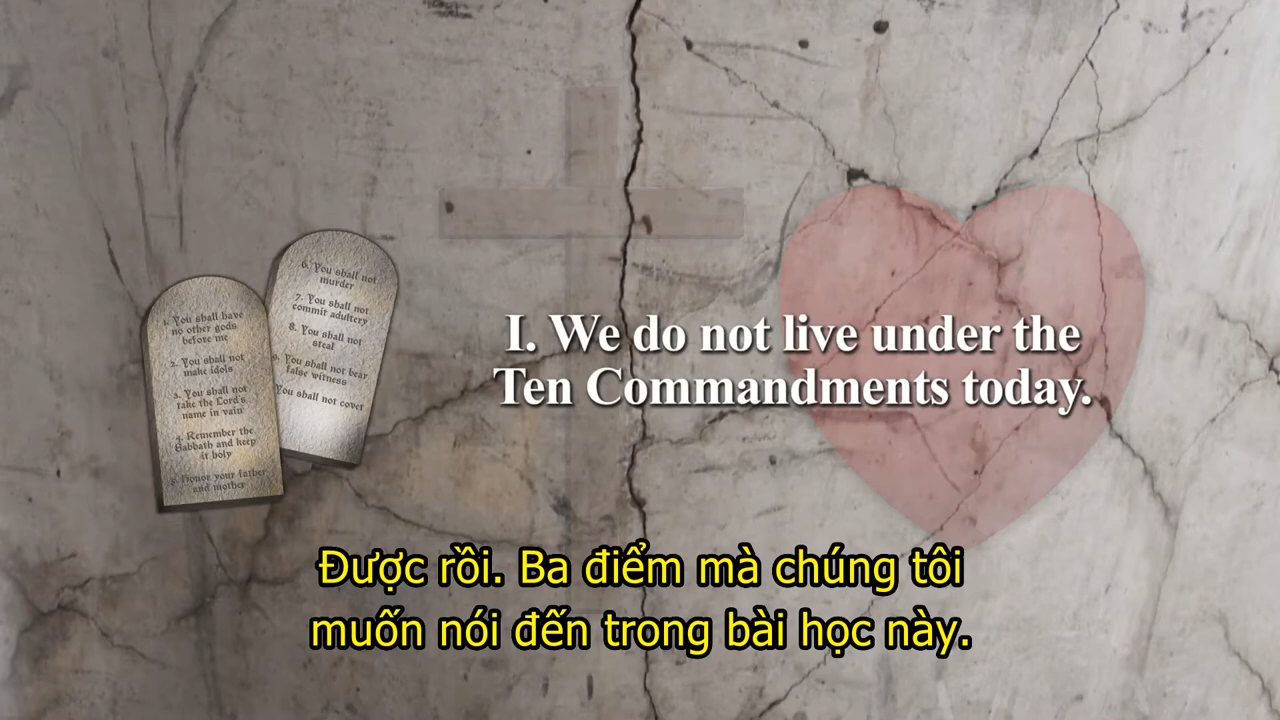 1. You shall have
no other gods
before me
2. You shall not
make idols
3. You shall not
take the Lord's
name in vain
4. Remember the
Sabbath and keep
it holy
5. Honor your father
and mother
6. You shall not
murder
7. You shall not
commit adultery
8. You shall not
steal
9. You shall not bear
false witness
You shall not covet
I. We do not live under the
Ten Commandments today.
Được rồi. Ba điểm mà chúng tôi
muốn nói đến trong bài học này.